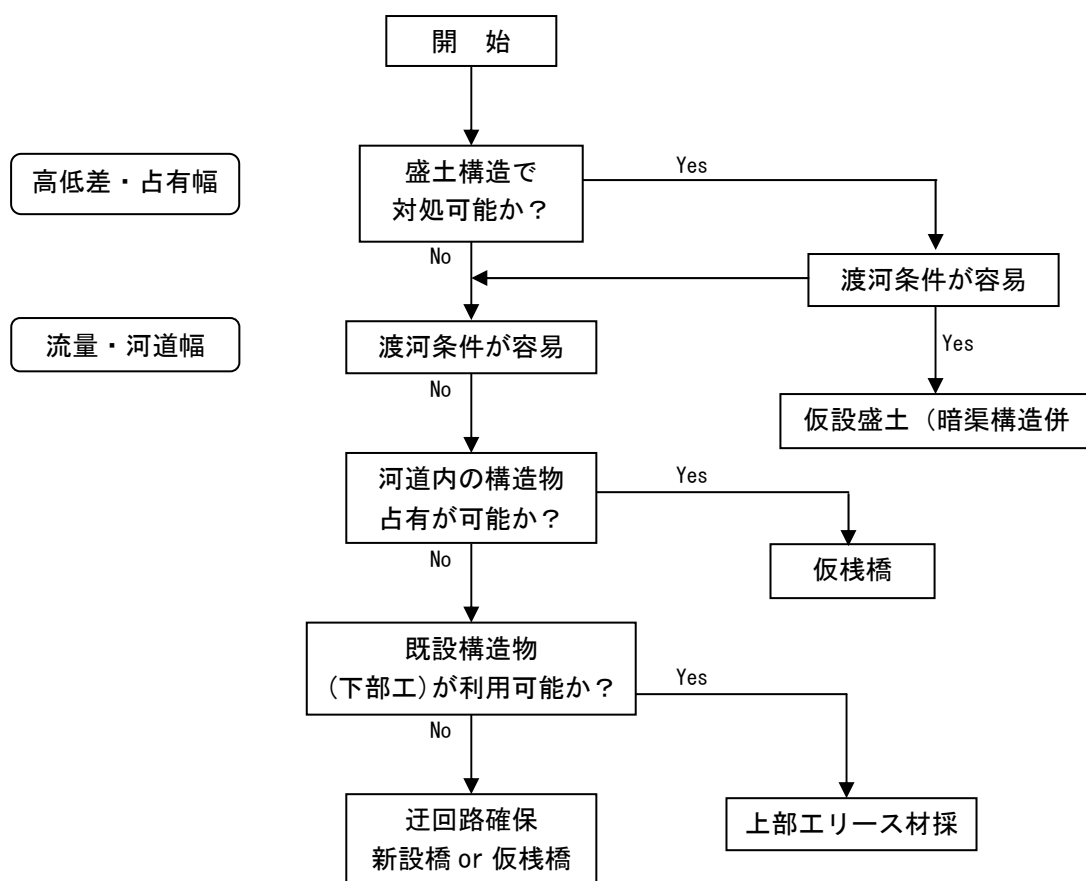 開　始
高低差・占有幅
盛土構造で
対処可能か？
Yes
No
渡河条件が容易
流量・河道幅
渡河条件が容易
Yes
No
仮設盛土（暗渠構造併
河道内の構造物
占有が可能か？
Yes
No
仮桟橋
既設構造物
(下部工)が利用可能か？
Yes
No
迂回路確保
新設橋 or 仮桟橋
上部工リース材採